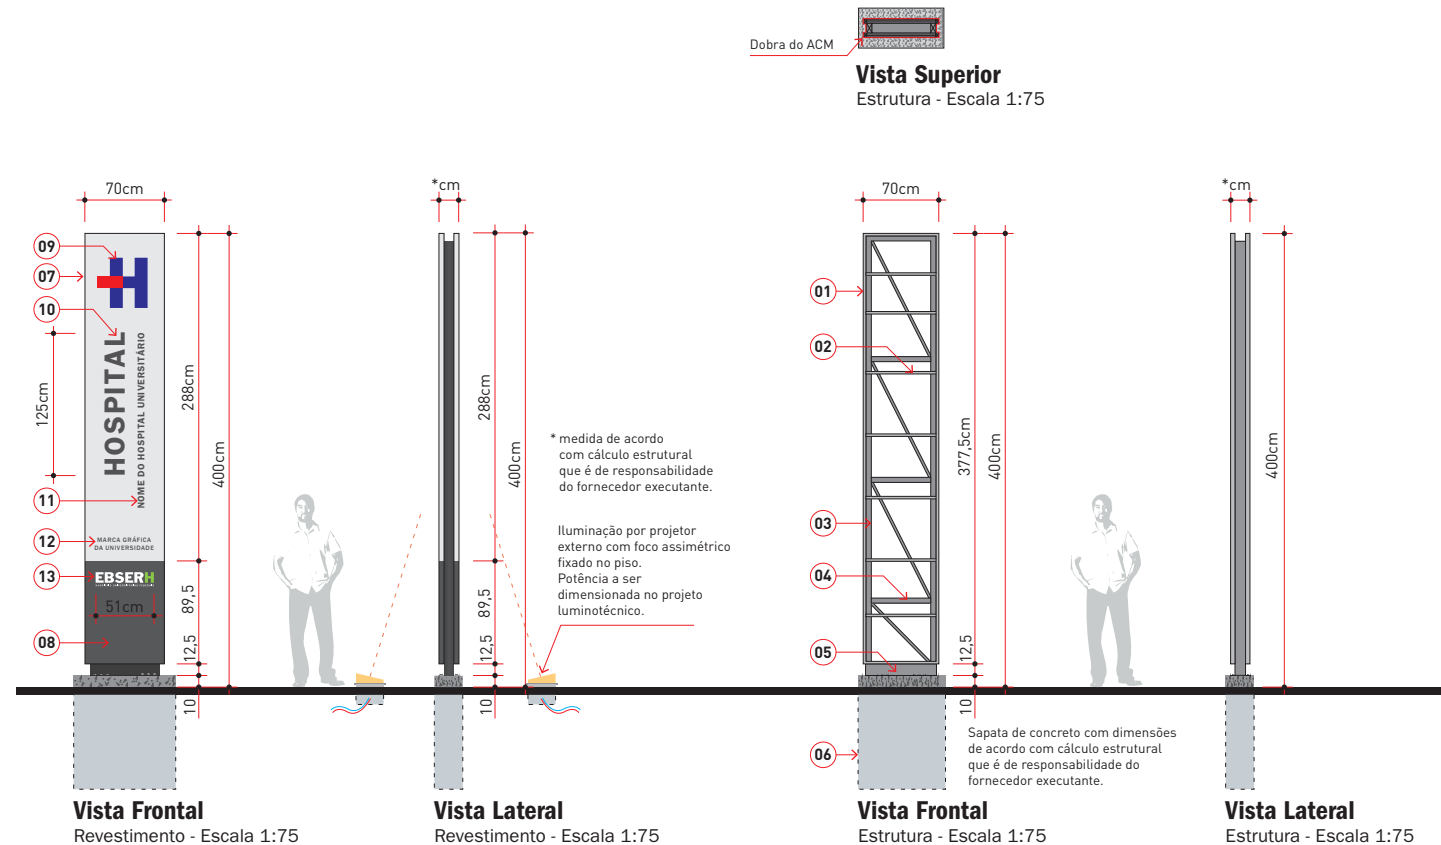 Dobra do ACM
Vista Superior
Estrutura - Escala 1:75
70cm
*cm
70cm
*cm
09
07
10
125cm
HOSPITAL
NOME DO HOSPITAL UNIVERSITÁRIO
11
12
MARCA GRÁFICA
DA UNIVERSIDADE
13
EBSERH
51cm
08
288cm
400cm
89,5
12,5
10
288cm
400cm
89,5
12,5
10
* medida de acordo
com cálculo estrutural
que é de responsabilidade
do fornecedor executante.
Iluminação por projetor
externo com foco assimétrico
fixado no piso.
Potência a ser
dimensionada no projeto
luminotécnico.
01
02
03
04
05
06
377,5cm
400cm
12,5
10
400cm
Sapata de concreto com dimensões
de acordo com cálculo estrutural
que é de responsabilidade do
fornecedor executante.
Vista Frontal
Revestimento - Escala 1:75
Vista Lateral
Revestimento - Escala 1:75
Vista Frontal
Estrutura - Escala 1:75
Vista Lateral
Estrutura - Escala 1:75